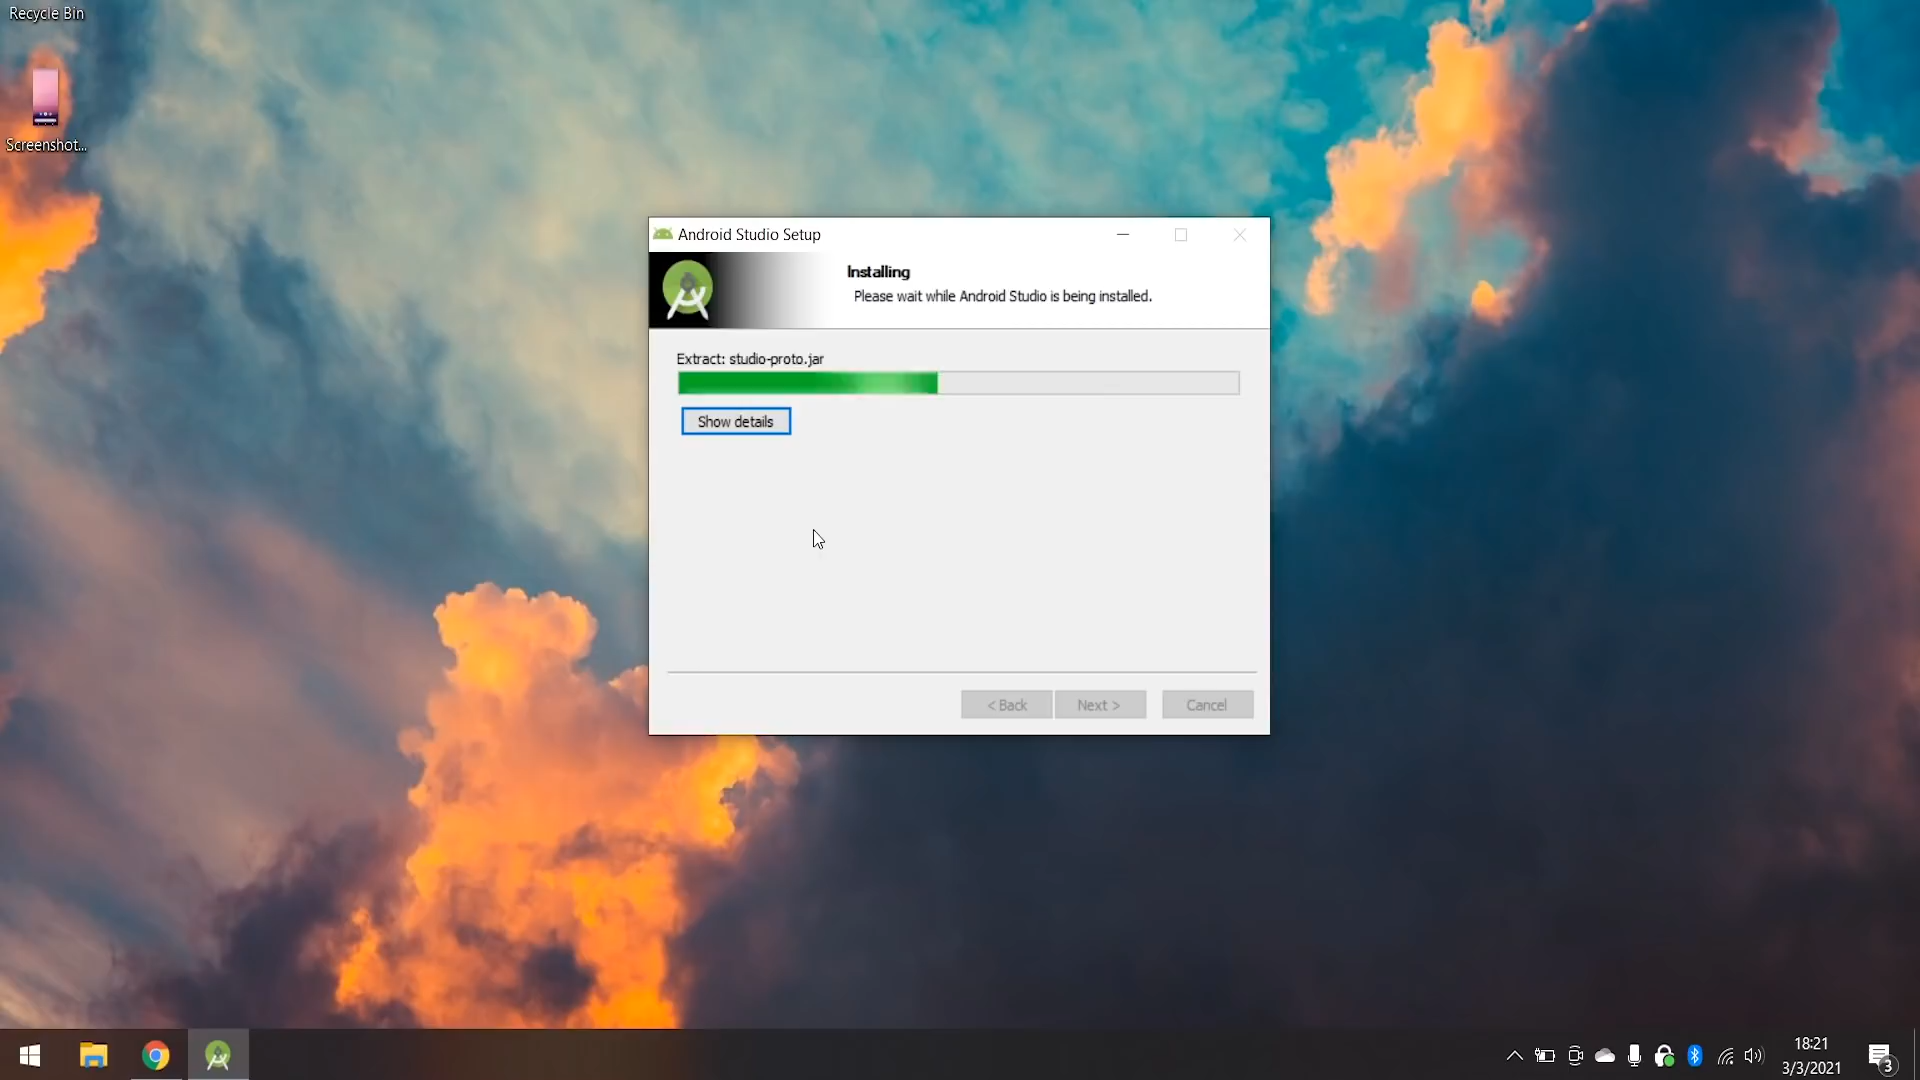 Recycle Bin
Screenshot...
Android Studio Setup
Installing
Please wait while Android Studio is being installed.
Extract: studio-proto.jar
Show details
< Back
Next >
Cancel
18:21
3/3/2021
3